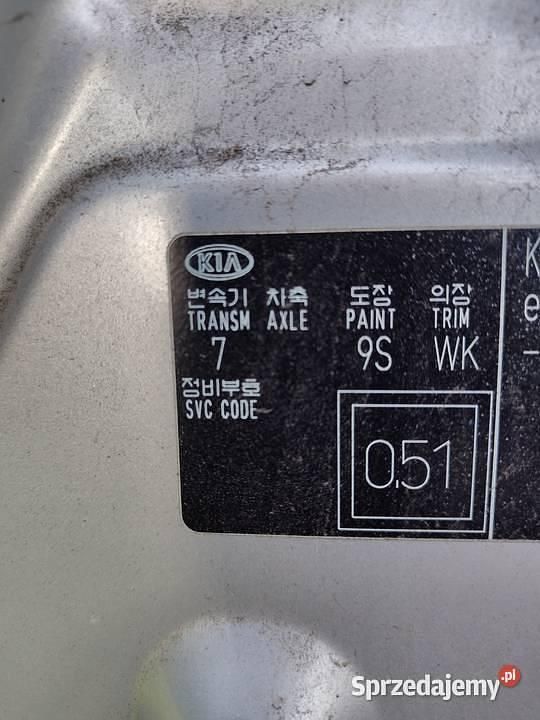 KIA
변속기 차축 도장 의장
TRANSM AXLE PAINT TRIM
7 9S WK
정비부호
SVC CODE
0.51
K
e
-
Sprzedajemy.pl